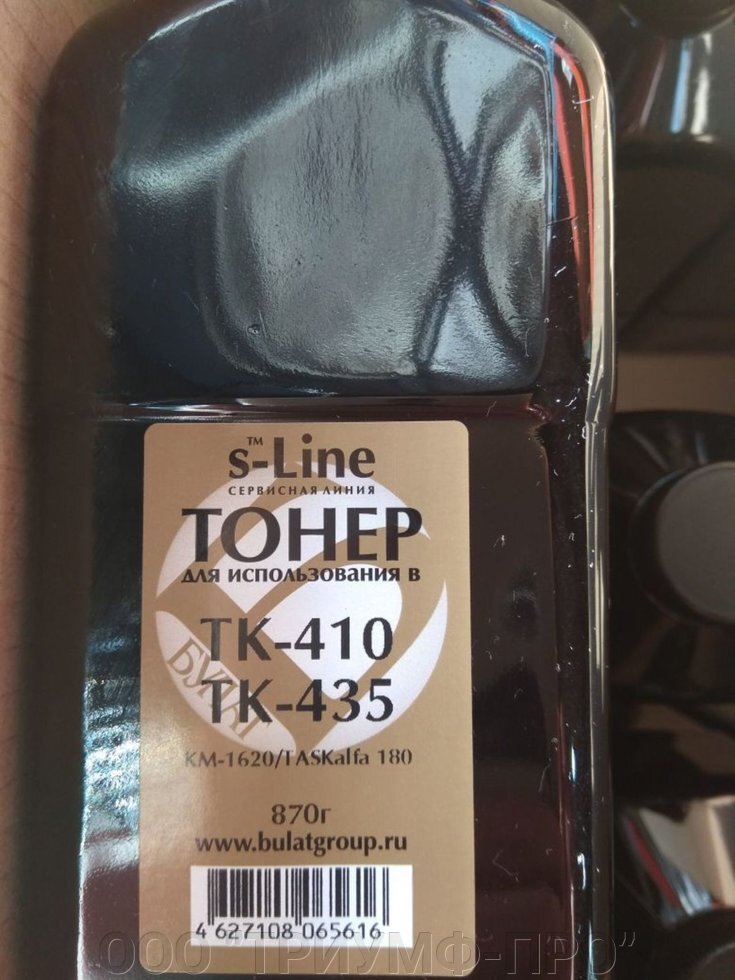 ™
s-Line
СЕРВИСНАЯ ЛИНИЯ
ТОНЕР
для использования в
TK-410
БУЛАТ
TK-435
KM-1620/TASKalfa 180
870г
www.bulatgroup.ru
4 627108 065616
ООО "ТРИУМФ-ПРО"